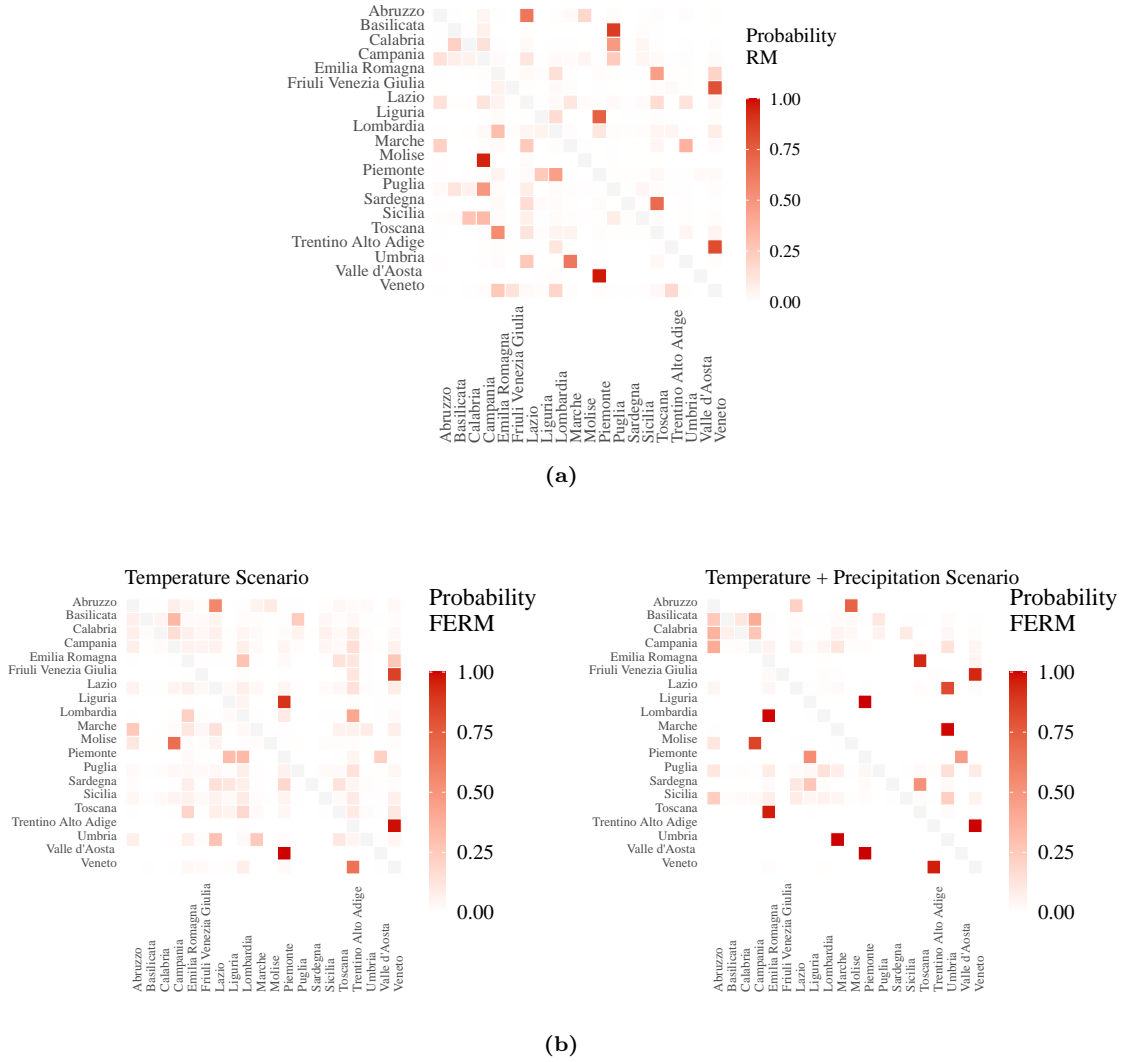 Abruzzo
Basilicata
Calabria
Campania
Emilia Romagna
Friuli Venezia Giulia
Lazio
Liguria
Lombardia
Marche
Molise
Piemonte
Puglia
Sardegna
Sicilia
Toscana
Trentino Alto Adige
Umbria
Valle d'Aosta
Veneto
Probability
RM
1.00
0.75
0.50
0.25
0.00
Abruzzo
Basilicata
Calabria
Campania
Emilia Romagna
Friuli Venezia Giulia
Lazio
Liguria
Lombardia
Marche
Molise
Piemonte
Puglia
Sardegna
Sicilia
Toscana
Trentino Alto Adige
Umbria
Valle d'Aosta
Veneto
(a)
Temperature Scenario
Abruzzo
Basilicata
Calabria
Campania
Emilia Romagna
Friuli Venezia Giulia
Lazio
Liguria
Lombardia
Marche
Molise
Piemonte
Puglia
Sardegna
Sicilia
Toscana
Trentino Alto Adige
Umbria
Valle d'Aosta
Veneto
Probability
FERM
1.00
0.75
0.50
0.25
0.00
Abruzzo
Basilicata
Calabria
Campania
Emilia Romagna
Friuli Venezia Giulia
Lazio
Liguria
Lombardia
Marche
Molise
Piemonte
Puglia
Sardegna
Sicilia
Toscana
Trentino Alto Adige
Umbria
Valle d'Aosta
Veneto
Temperature + Precipitation Scenario
Abruzzo
Basilicata
Calabria
Campania
Emilia Romagna
Friuli Venezia Giulia
Lazio
Liguria
Lombardia
Marche
Molise
Piemonte
Puglia
Sardegna
Sicilia
Toscana
Trentino Alto Adige
Umbria
Valle d'Aosta
Veneto
Probability
FERM
1.00
0.75
0.50
0.25
0.00
Abruzzo
Basilicata
Calabria
Campania
Emilia Romagna
Friuli Venezia Giulia
Lazio
Liguria
Lombardia
Marche
Molise
Piemonte
Puglia
Sardegna
Sicilia
Toscana
Trentino Alto Adige
Umbria
Valle d'Aosta
Veneto
(b)